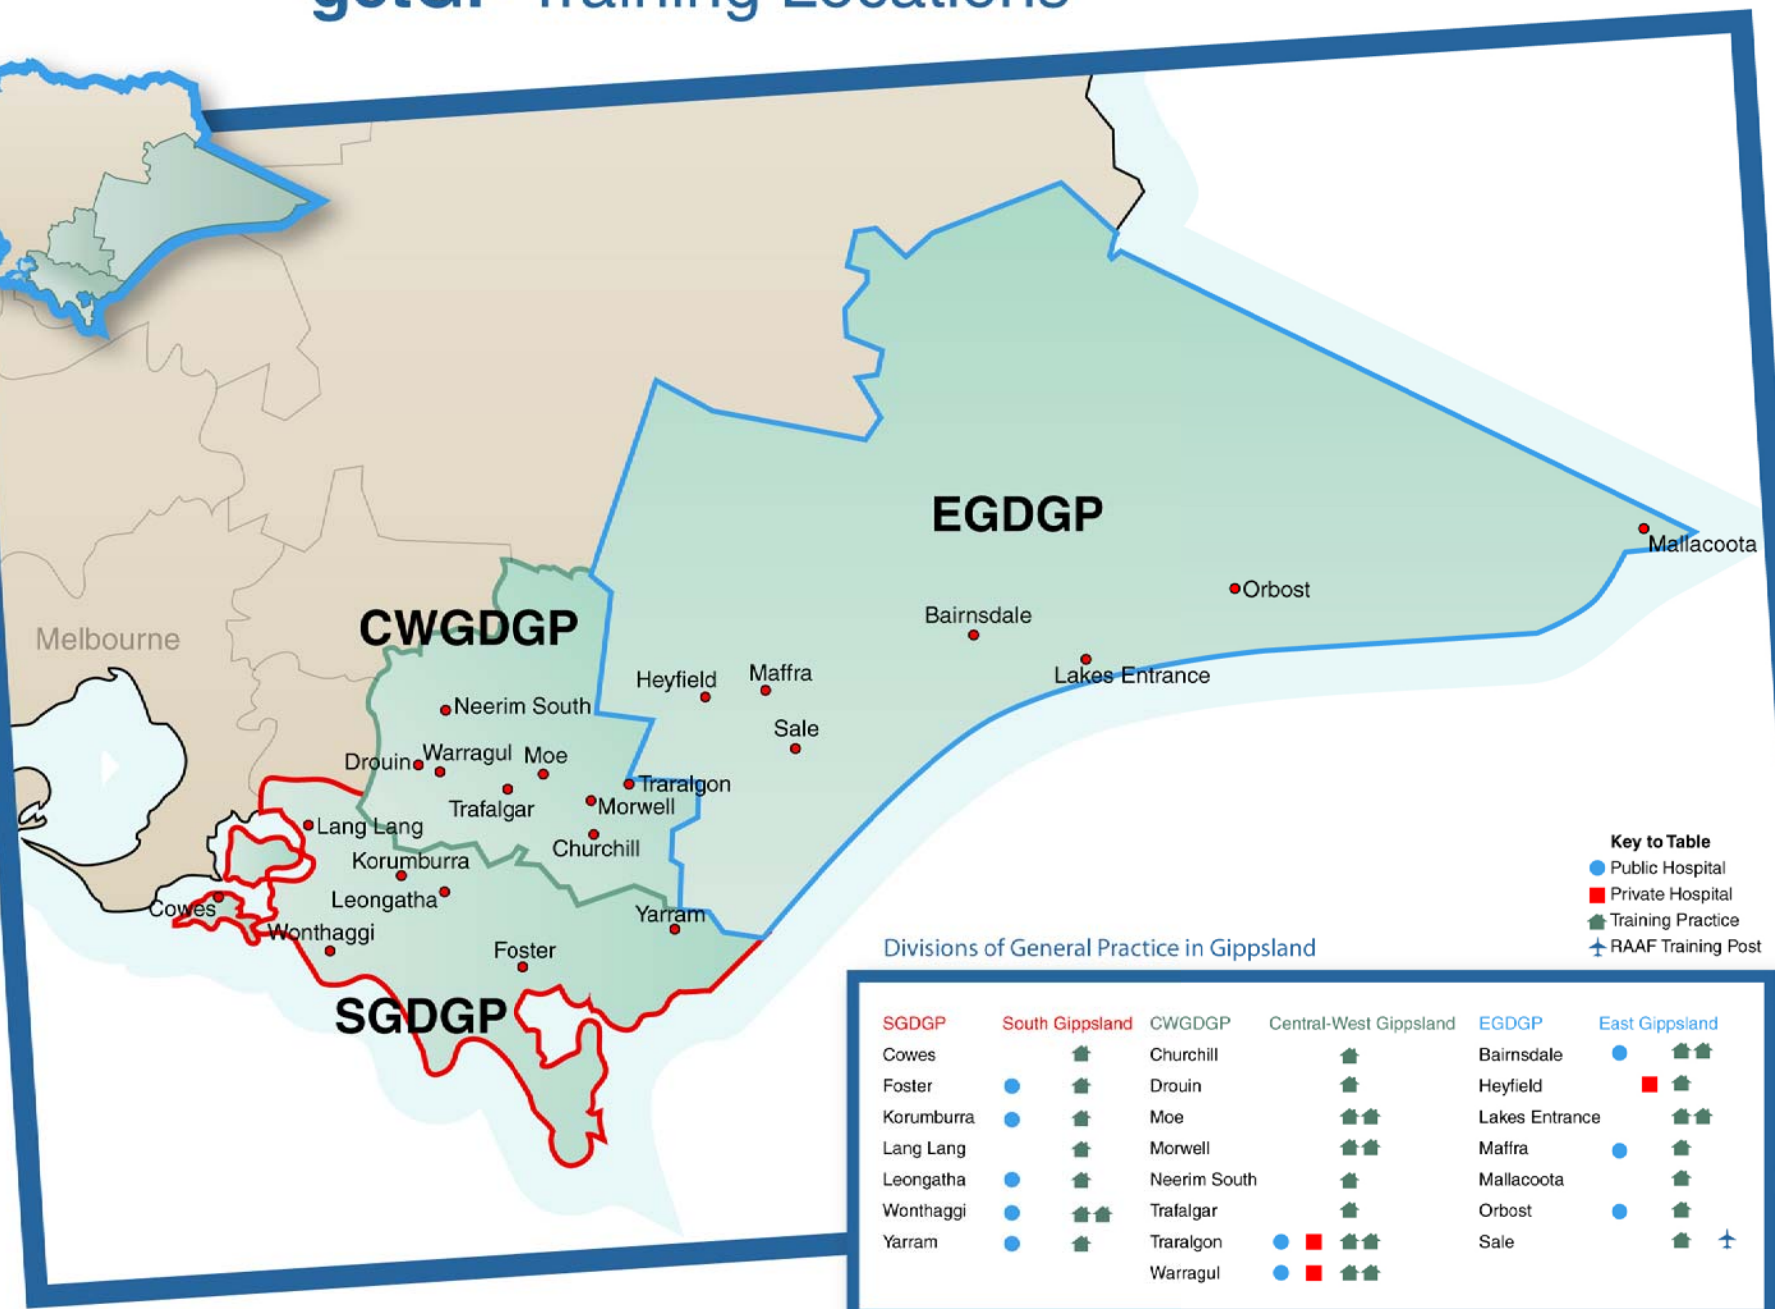 Training Locations
EGDGP
Mallacoota
Orbost
Bairnsdale
Lakes Entrance
CWGDGP
Melbourne
Heyfield
Maffra
Neerim South
Sale
Drouin
Warragul
Moe
Traralgon
Trafalgar
Morwell
Lang Lang
Churchill
Korumburra
Leongatha
Cowes
Yarram
Wonthaggi
Foster
SGDGP
Key to Table
Public Hospital
Private Hospital
Training Practice
RAAF Training Post
Divisions of General Practice in Gippsland
SGDGP South Gippsland CWGDGP Central-West Gippsland EGDGP East Gippsland
Cowes Churchill Bairnsdale
Foster Drouin Heyfield
Korumburra Moe Lakes Entrance
Lang Lang Morwell Maffra
Leongatha Neerim South Mallacoota
Wonthaggi Trafalgar Orbost
Yarram Traralgon Sale
Warragul